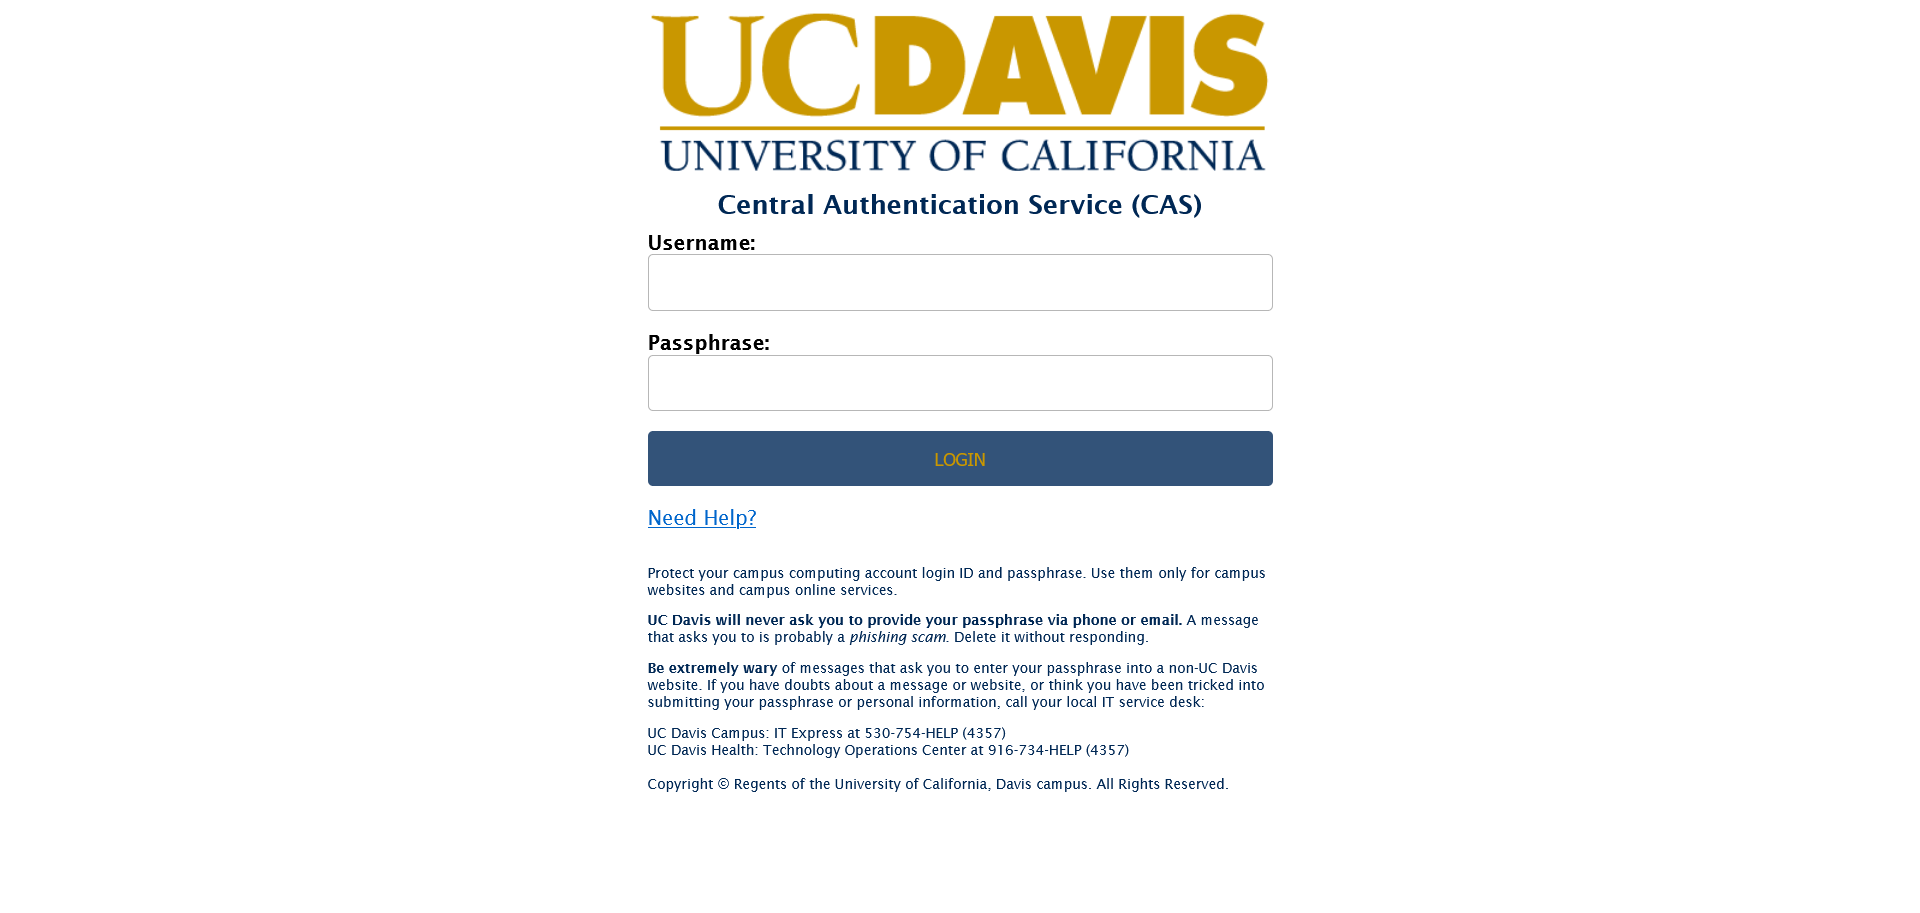 UC DAVIS
UNIVERSITY OF CALIFORNIA
Central Authentication Service (CAS)
Username:
Passphrase:
LOGIN
Need Help?
Protect your campus computing account login ID and passphrase. Use them only for campus
websites and campus online services.
UC Davis will never ask you to provide your passphrase via phone or email. A message
that asks you to is probably a phishing scam. Delete it without responding.
Be extremely wary of messages that ask you to enter your passphrase into a non-UC Davis
website. If you have doubts about a message or website, or think you have been tricked into
submitting your passphrase or personal information, call your local IT service desk:
UC Davis Campus: IT Express at 530-754-HELP (4357)
UC Davis Health: Technology Operations Center at 916-734-HELP (4357)
Copyright © Regents of the University of California, Davis campus. All Rights Reserved.